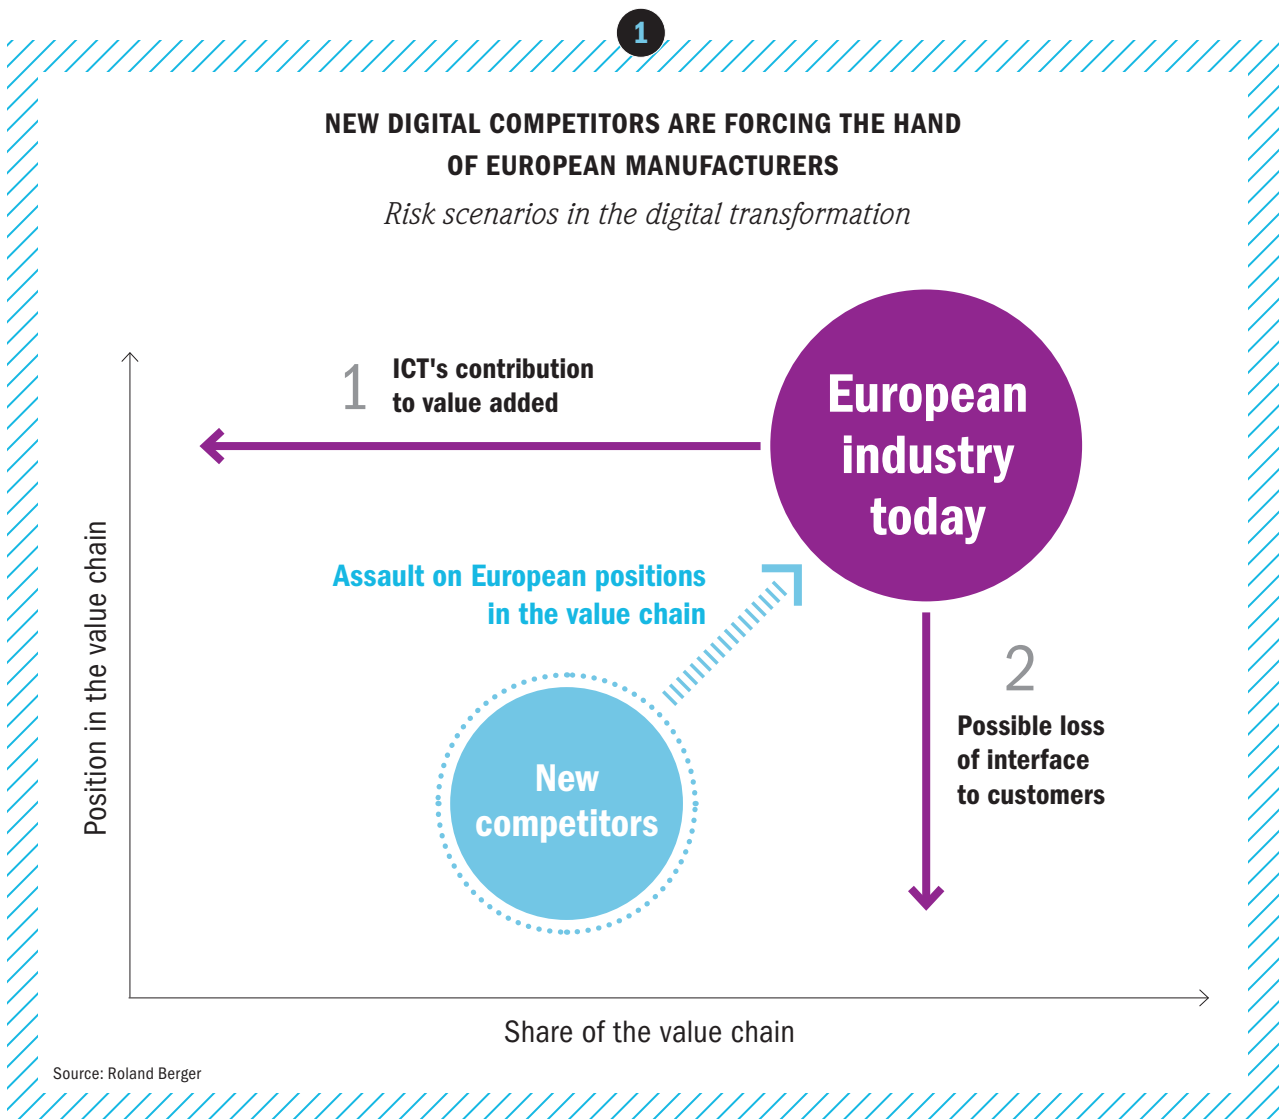 1
NEW DIGITAL COMPETITORS ARE FORCING THE HAND
OF EUROPEAN MANUFACTURERS
Risk scenarios in the digital transformation
1
ICT's contribution
to value added
European
industry
today
Assault on European positions
in the value chain
2
Possible loss
of interface
to customers
New
competitors
Position in the value chain
Share of the value chain
Source: Roland Berger